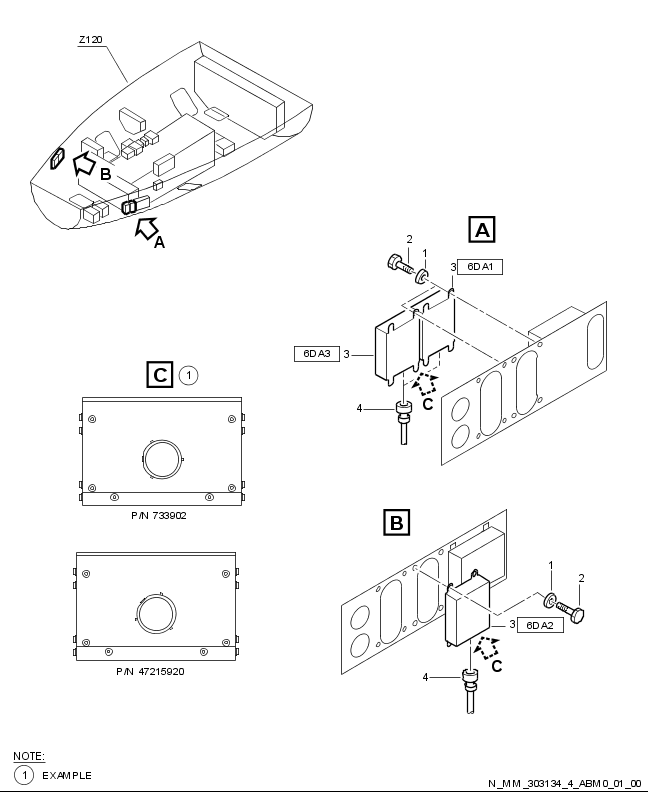 Z120
B
A
A
2
1
3 6DA1
6DA3 3
C
4
C 1
P/N 733902
P/N 47215920
B
1
2
3 6DA2
C
4
NOTE:
1 EXAMPLE
N_MM_303134_4_ABM0_01_00